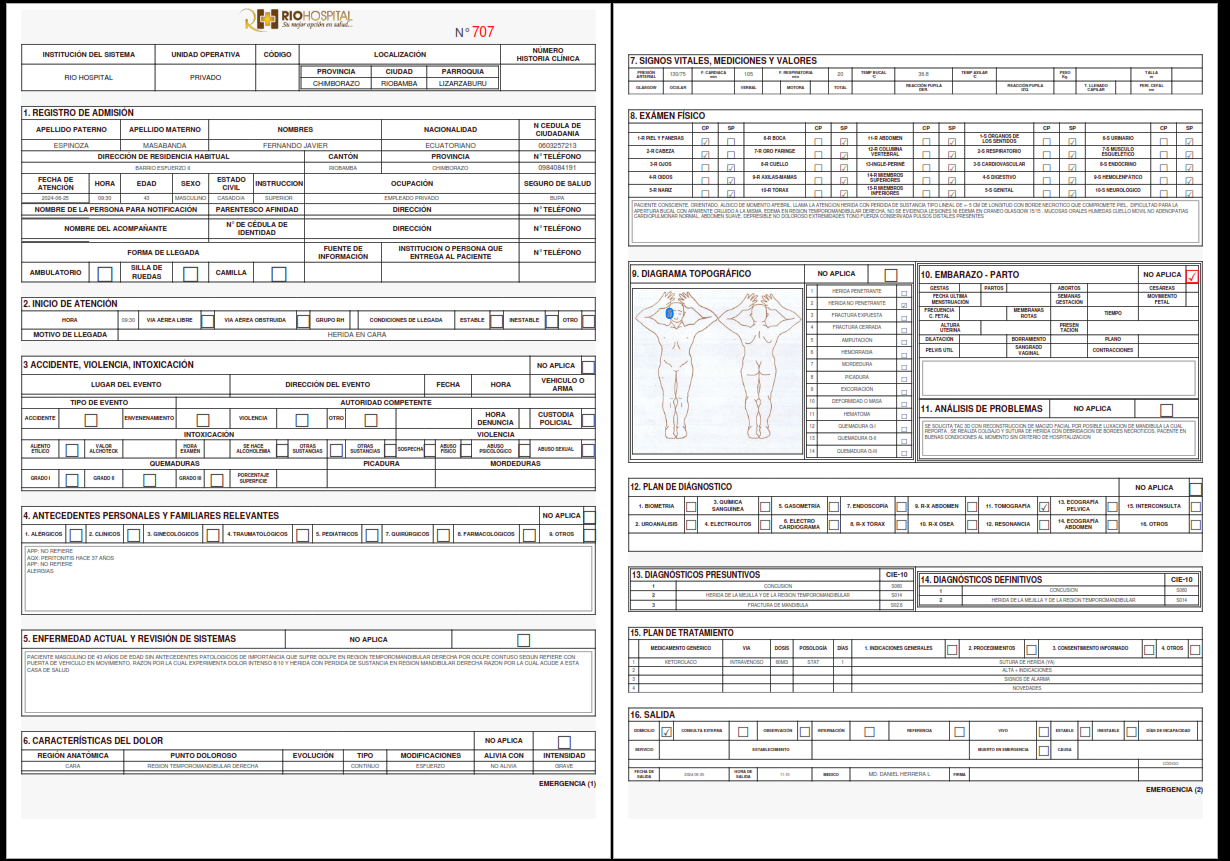 RIOHOSPITAL
Su mejor opción en salud...
N° 707
INSTITUCIÓN DEL SISTEMA UNIDAD OPERATIVA CÓDIGO LOCALIZACIÓN NÚMERO HISTORIA CLÍNICA
RIO HOSPITAL PRIVADO PROVINCIA CIUDAD PARROQUIA
CHIMBORAZO RIOBAMBA LIZARZABURU
1. REGISTRO DE ADMISIÓN
APELLIDO PATERNO APELLIDO MATERNO NOMBRES NACIONALIDAD N CEDULA DE CIUDADANIA
ESPINOZA MASABANDA FERNANDO JAVIER ECUATORIANO 0603257213
DIRECCIÓN DE RESIDENCIA HABITUAL CANTÓN PROVINCIA N° TELÉFONO
BARRIO ESFUERZO II RIOBAMBA CHIMBORAZO 0984084191
FECHA DE ATENCIÓN HORA EDAD SEXO ESTADO CIVIL INSTRUCCION OCUPACIÓN SEGURO DE SALUD
2024-06-25 09:30 43 MASCULINO CASADO/A SUPERIOR EMPLEADO PRIVADO BUPA
NOMBRE DE LA PERSONA PARA NOTIFICACIÓN PARENTESCO AFINIDAD DIRECCIÓN N° TELÉFONO
NOMBRE DEL ACOMPAÑANTE N° DE CÉDULA DE IDENTIDAD DIRECCIÓN N° TELÉFONO
FORMA DE LLEGADA FUENTE DE INFORMACIÓN INSTITUCION O PERSONA QUE ENTREGA AL PACIENTE N° TELÉFONO
AMBULATORIO SILLA DE RUEDAS CAMILLA
2. INICIO DE ATENCIÓN
HORA 09:30 VIA AÉREA LIBRE VIA AÉREA OBSTRUIDA GRUPO RH CONDICIONES DE LLEGADA ESTABLE INESTABLE OTRO
MOTIVO DE LLEGADA HERIDA EN CARA
3 ACCIDENTE, VIOLENCIA, INTOXICACIÓN NO APLICA
LUGAR DEL EVENTO DIRECCIÓN DEL EVENTO FECHA HORA VEHICULO O ARMA
TIPO DE EVENTO AUTORIDAD COMPETENTE
ACCIDENTE ENVENENAMIENTO VIOLENCIA OTRO HORA DENUNCIA CUSTODIA POLICIAL
INTOXICACIÓN VIOLENCIA
ALIENTO ETILICO VALOR ALCHOTECK HORA EXAMEN SE HACE ALCOHOLEMIA OTRAS SUSTANCIAS OTRAS SUSTANCIAS SOSPECHA ABUSO FÍSICO ABUSO PSICOLÓGICO ABUSO SEXUAL
QUEMADURAS PICADURA MORDEDURAS
GRADO I GRADO II GRADO III PORCENTAJE SUPERFICIE
4. ANTECEDENTES PERSONALES Y FAMILIARES RELEVANTES NO APLICA
1. ALERGICOS 2. CLÍNICOS 3. GINECOLÓGICOS 4. TRAUMATOLÓGICOS 5. PEDIÁTRICOS 7. QUIRÚRGICOS 8. FARMACOLÓGICOS 9. OTROS
APP: NO REFIERE
AQX: PERITONITIS HACE 37 AÑOS
APF: NO REFIERE
ALERGIAS
5. ENFERMEDAD ACTUAL Y REVISIÓN DE SISTEMAS NO APLICA
PACIENTE MASCULINO DE 43 AÑOS DE EDAD SIN ANTECEDENTES PATOLOGICOS DE IMPORTANCIA QUE SUFRE GOLPE EN REGION TEMPOROMANDIBULAR DERECHA POR GOLPE CONTUSO SEGUN REFIERE CON
PUERTA DE VEHICULO EN MOVIMIENTO. RAZON POR LA CUAL EXPERIMENTA DOLOR INTENSO 8/10 Y HERIDA CON PERDIDA DE SUSTANCIA EN REGION MANDIBULAR DERECHA RAZON POR LA CUAL ACUDE A ESTA
CASA DE SALUD
6. CARACTERÍSTICAS DEL DOLOR NO APLICA
REGIÓN ANATÓMICA PUNTO DOLOROSO EVOLUCIÓN TIPO MODIFICACIONES ALIVIA CON INTENSIDAD
CARA REGION TEMPOROMANDIBULAR DERECHA CONTINUO ESFUERZO NO ALIVIA GRAVE
EMERGENCIA (1)
7. SIGNOS VITALES, MEDICIONES Y VALORES
PRESIÓN ARTERIAL 130/75 F. CARDIACA min 105 F. RESPIRATORIA min 20 TEMP BUCAL °C 36.8 TEMP AXILAR °C PESO Kg. TALLA m
GLASGOW OCULAR VERBAL MOTORA TOTAL REACCIÓN PUPILA DER. REACCIÓN PUPILA IZQ. T. LLENADO CAPILAR PERI. CEFAL cm
8. EXÁMEN FÍSICO
CP SP CP SP CP SP CP SP CP SP
1-R PIEL Y FANERAS 6-R BOCA 11-R ABDOMEN 1-S ÓRGANOS DE LOS SENTIDOS 6-S URINARIO
2-R CABEZA 7-R ORO FARINGE 12-R COLUMNA VERTEBRAL 2-S RESPIRATORIO 7-S MUSCULO ESQUELÉTICO
3-R OJOS 8-R CUELLO 13-INGLE-PERINÉ 3-S CARDIOVASCULAR 8-S ENDOCRINO
4-R OIDOS 9-R AXILAS-MAMAS 14-R MIEMBROS SUPERIORES 4-S DIGESTIVO 9-S HEMOLENFÁTICO
5-R NARIZ 10-R TORAX 15-R MIEMBROS INFERIORES 5-S GENITAL 10-S NEUROLÓGICO
PACIENTE CONSCIENTE, ORIENTADO, ALGICO DE MOMENTO APEBRIL, LLAMA LA ATENCION HERIDA CON PERDIDA DE SUSTANCIA TIPO LINEAL DE +- 5 CM DE LONGITUD CON BORDE NECROTICO QUE COMPROMETE PIEL, DIFICULTAD PARA LA
APERTURA BUCAL CON APARENTE CRUJIDO A LA MISMA, EDEMA EN REGION TEMPOROMANDIBULAR DERECHA, NO SE EVIDENCIA LESIONES NI EDEMA EN CRANEO GLASGOW 15/15 , MUCOSAS ORALES HUMEDAS CUELLO MOVIL NO ADENOPATIAS
CARDIOPULMONAR NORMAL, ABDOMEN SUAVE, DEPRESIBLE NO DOLOROSO EXTREMIDADES TONO FUERZA CONSERVADA PULSOS DISTALES PRESENTES
9. DIAGRAMA TOPOGRÁFICO NO APLICA
1 HERIDA PENETRANTE
2 HERIDA NO PENETRANTE
3 FRACTURA EXPUESTA
4 FRACTURA CERRADA
5 AMPUTACION
6 HEMORRAGIA
7 MORDEDURA
8 PICADURA
9 EXCORIACION
10 DEFORMIDAD O MASA
11 HEMATOMA
12 QUEMADURA G-I
13 QUEMADURA G-II
14 QUEMADURA G-III
10. EMBARAZO - PARTO NO APLICA
GESTAS PARTOS ABORTOS CESAREAS
FECHA ULTIMA MENSTRUACIÓN SEMANAS GESTACIÓN MOVIMIENTO FETAL
FRECUENCIA C. FETAL MEMBRANAS ROTAS TIEMPO
ALTURA UTERINA PRESEN TACIÓN
DILATACIÓN BORRAMIENTO PLANO
PELVIS ÚTIL SANGRADO VAGINAL CONTRACCIONES
11. ANÁLISIS DE PROBLEMAS NO APLICA
SE SOLICITA TAC 3D CON RECONSTRUCCION DE MACIZO FACIAL POR POSIBLE LUXACION DE MANDIBULA LA CUAL
REPORTA . SE REALIZA COLGAJO Y SUTURA DE HERIDA CON DEBRIDACION DE BORDES NECROTICOS. PACIENTE EN
BUENAS CONDICIONES AL MOMENTO SIN CRITERIO DE HOSPITALIZACION
12. PLAN DE DIÁGNOSTICO NO APLICA
1. BIOMETRIA 3. QUÍMICA SANGUÍNEA 5. GASOMETRÍA 7. ENDOSCOPÍA 9. R-X ABDOMEN 11. TOMOGRAFÍA 13. ECOGRAFÍA PELVICA 15. INTERCONSULTA
2. UROANÁLISIS 4. ELECTROLITOS 6. ELECTRO CARDIOGRAMA 8. R-X TORAX 10. R-X ÓSEA 12. RESONANCIA 14. ECOGRAFÍA ABDOMEN 16. OTROS
13. DIAGNÓSTICOS PRESUNTIVOS CIE-10
1 CONCUSION S060
2 HERIDA DE LA MEJILLA Y DE LA REGION TEMPOROMANDIBULAR S014
3 FRACTURA DE MANDIBULA S02.6
14. DIAGNÓSTICOS DEFINITIVOS CIE-10
1 CONCUSION S060
2 HERIDA DE LA MEJILLA Y DE LA REGION TEMPOROMANDIBULAR S014
15. PLAN DE TRATAMIENTO
MEDICAMENTO GENÉRICO VIA DOSIS POSOLOGÍA DÍAS 1. INDICACIONES GENERALES 2. PROCEDIMIENTOS 3. CONSENTIMIENTO INFORMADO 4. OTROS
1 KETOROLACO INTRAVENOSO 60MG STAT 1 SUTURA DE HERIDA (YA)
2 ALTA + INDICACIONES
3 SIGNOS DE ALARMA
4 NOVEDADES
16. SALIDA
DOMICILIO CONSULTA EXTERNA OBSERVACIÓN INTERNACIÓN REFERENCIA VIVO ESTABLE INESTABLE DÍAS DE INCAPACIDAD
SERVICIO ESTABLECIMIENTO MUERTO EN EMERGENCIA CAUSA
CÓDIGO
FECHA DE SALIDA HORA DE SALIDA 11:10 MEDICO MD. DANIEL HERRERA L FIRMA
EMERGENCIA (2)